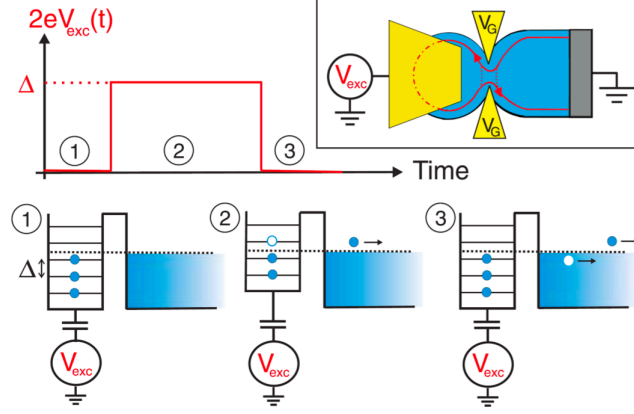 2eV_exc(t)
Δ
① ② ③
Time
V_exc
V_G
V_G
①
Δ
V_exc
②
V_exc
③
V_exc